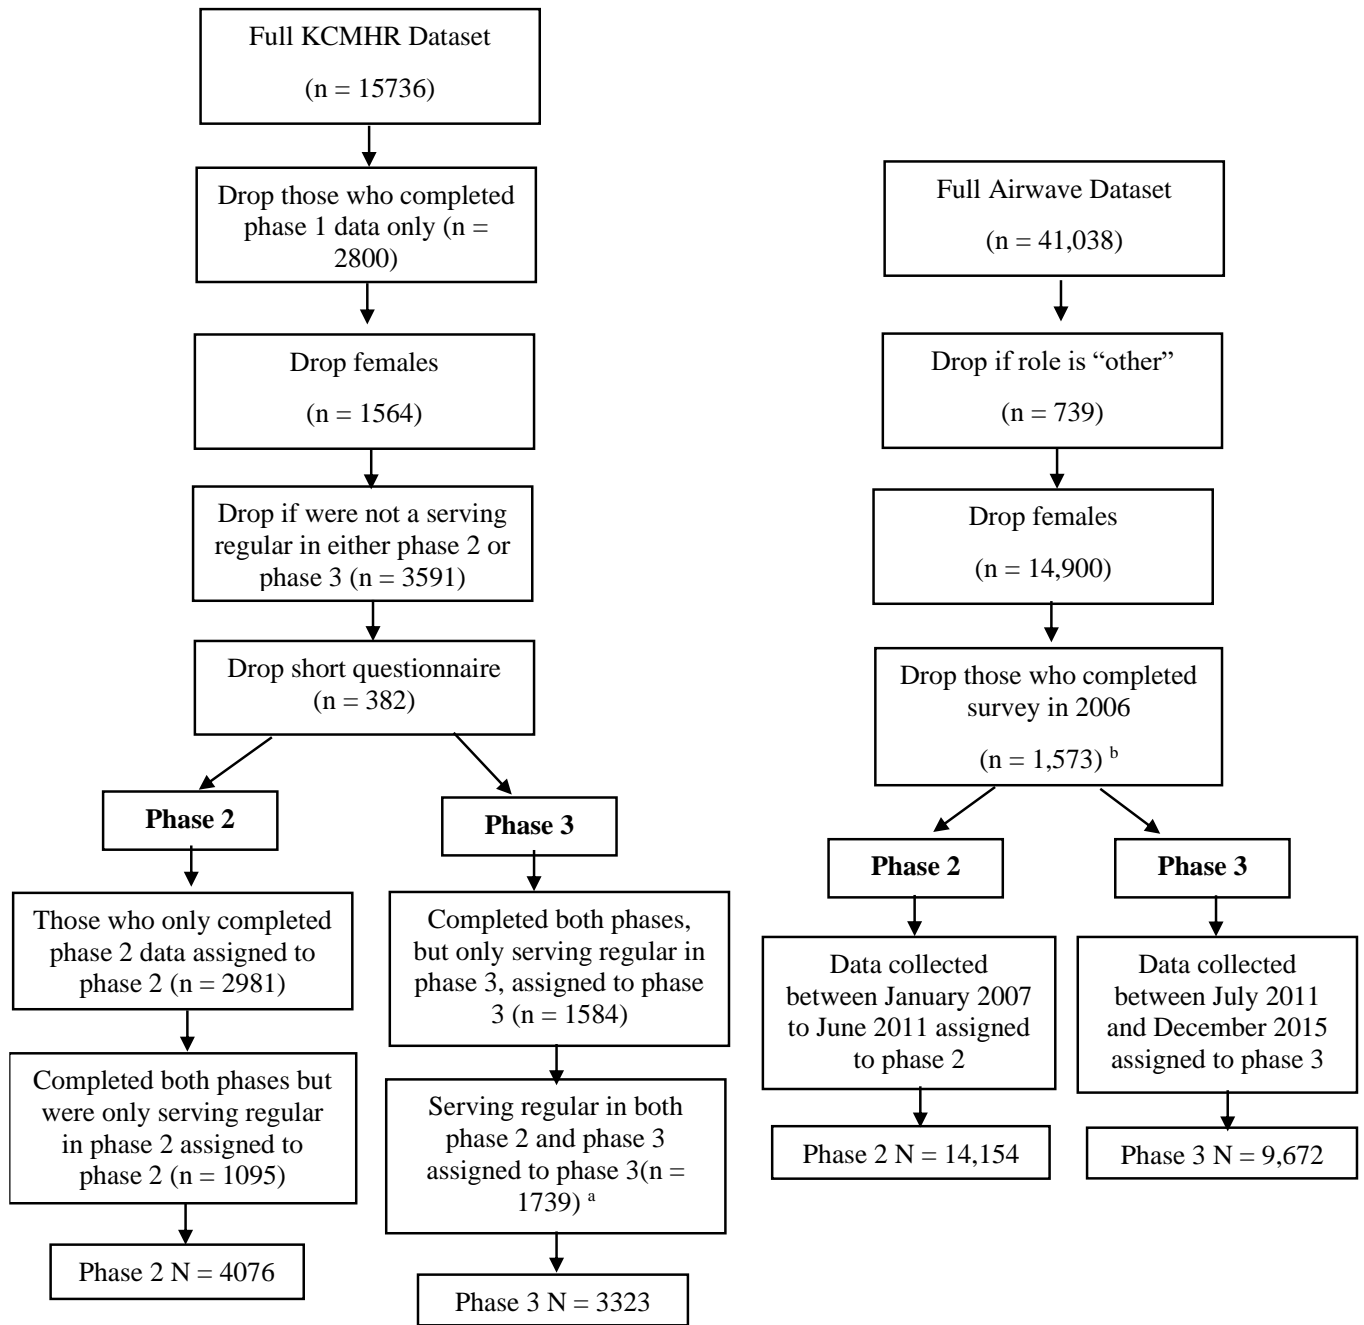 Full KCMHR Dataset
(n = 15736)
Drop those who completed
phase 1 data only (n =
2800)
Drop females
(n = 1564)
Drop if were not a serving
regular in either phase 2 or
phase 3 (n = 3591)
Drop short questionnaire
(n = 382)
Phase 2
Those who only completed
phase 2 data assigned to
phase 2 (n = 2981)
Completed both phases but
were only serving regular
in phase 2 assigned to
phase 2 (n = 1095)
Phase 2 N = 4076
Phase 3
Completed both phases,
but only serving regular in
phase 3, assigned to phase
3 (n = 1584)
Serving regular in both
phase 2 and phase 3
assigned to phase 3(n =
1739) a
Phase 3 N = 3323
Full Airwave Dataset
(n = 41,038)
Drop if role is “other”
(n = 739)
Drop females
(n = 14,900)
Drop those who completed
survey in 2006
(n = 1,573) b
Phase 2
Data collected
between January 2007
to June 2011 assigned
to phase 2
Phase 2 N = 14,154
Phase 3
Data collected
between July 2011
and December 2015
assigned to phase 3
Phase 3 N = 9,672